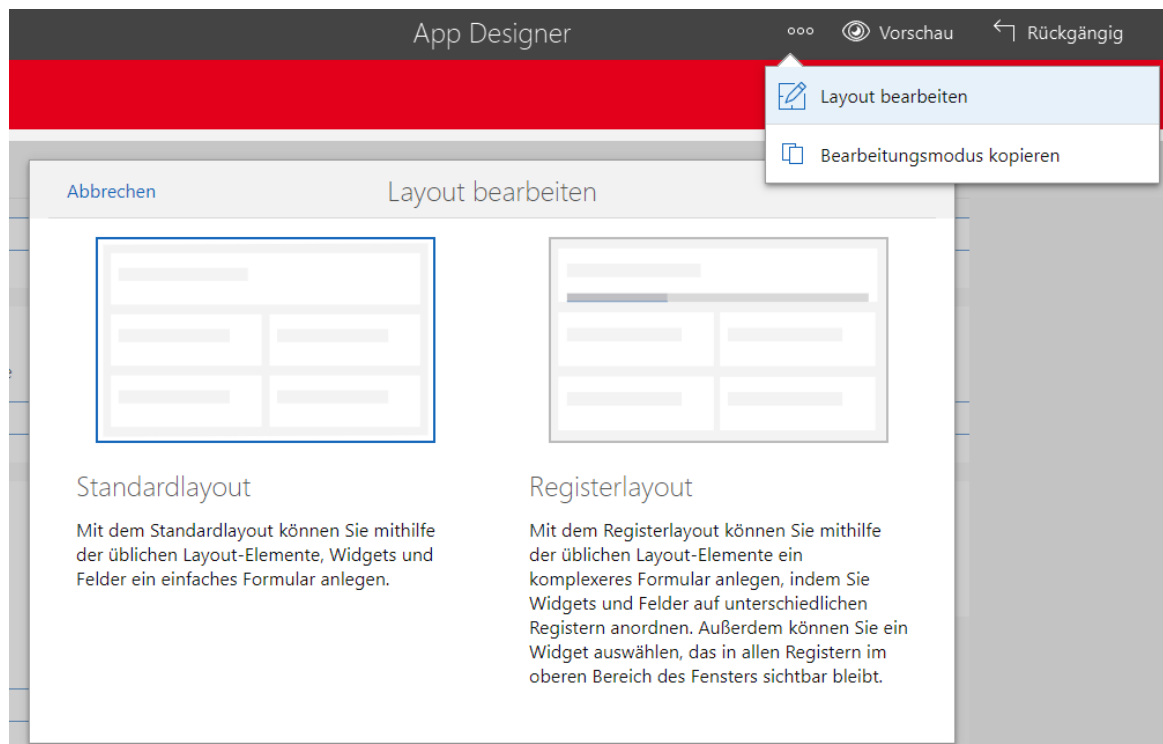 App Designer
ooo
Vorschau
Rückgängig
Layout bearbeiten
Bearbeitungsmodus kopieren
Abbrechen
Layout bearbeiten
Standardlayout
Mit dem Standardlayout können Sie mithilfe
der üblichen Layout-Elemente, Widgets und
Felder ein einfaches Formular anlegen.
Registerlayout
Mit dem Registerlayout können Sie mithilfe
der üblichen Layout-Elemente ein
komplexeres Formular anlegen, indem Sie
Widgets und Felder auf unterschiedlichen
Registern anordnen. Außerdem können Sie ein
Widget auswählen, das in allen Registern im
oberen Bereich des Fensters sichtbar bleibt.